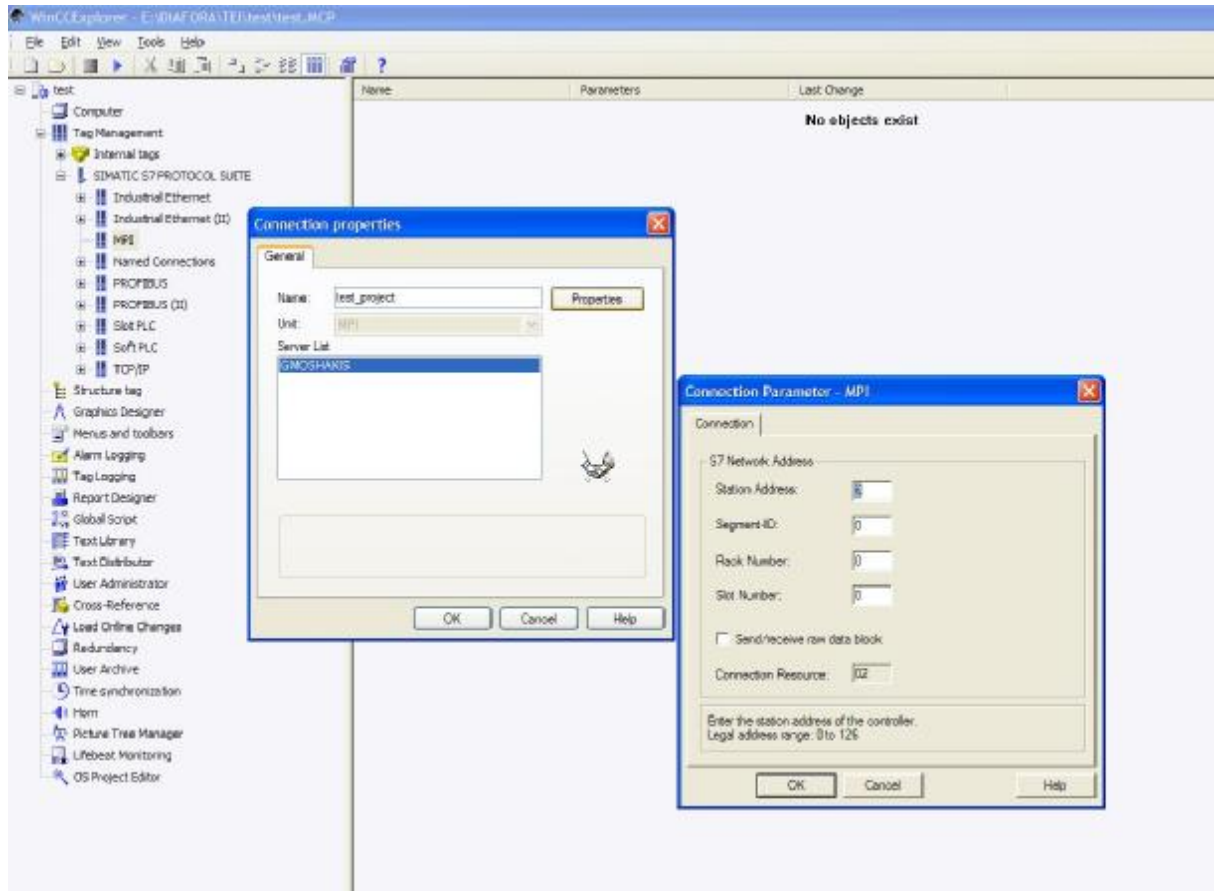 WinCCExplorer - E:\DIAFORA\TEI\test\test.MCP
File Edit View Tools Help
test
Computer
Tag Management
Internal tags
SIMATIC S7 PROTOCOL SUITE
Industrial Ethernet
Industrial Ethernet (II)
MPI
Named Connections
PROFIBUS
PROFIBUS (II)
Slot PLC
Soft PLC
TCP/IP
Structure tag
Graphics Designer
Menus and toolbars
Alarm Logging
Tag Logging
Report Designer
Global Script
Text Library
Text Distributor
User Administrator
Cross-Reference
Load Online Changes
Redundancy
User Archive
Time synchronization
Horn
Picture Tree Manager
Lifebeat Monitoring
OS Project Editor
Name Parameters Last Change
No objects exist
Connection properties
General
Name: test_project Properties
Unit: MPI
Server List
GMOSHAKIS
OK Cancel Help
Connection Parameter - MPI
Connection
S7 Network Address
Station Address:
Segment-ID: 0
Rack Number: 0
Slot Number: 0
Send/receive raw data block
Connection Resource: 02
Enter the station address of the controller.
Legal address range: 0 to 126
OK Cancel Help